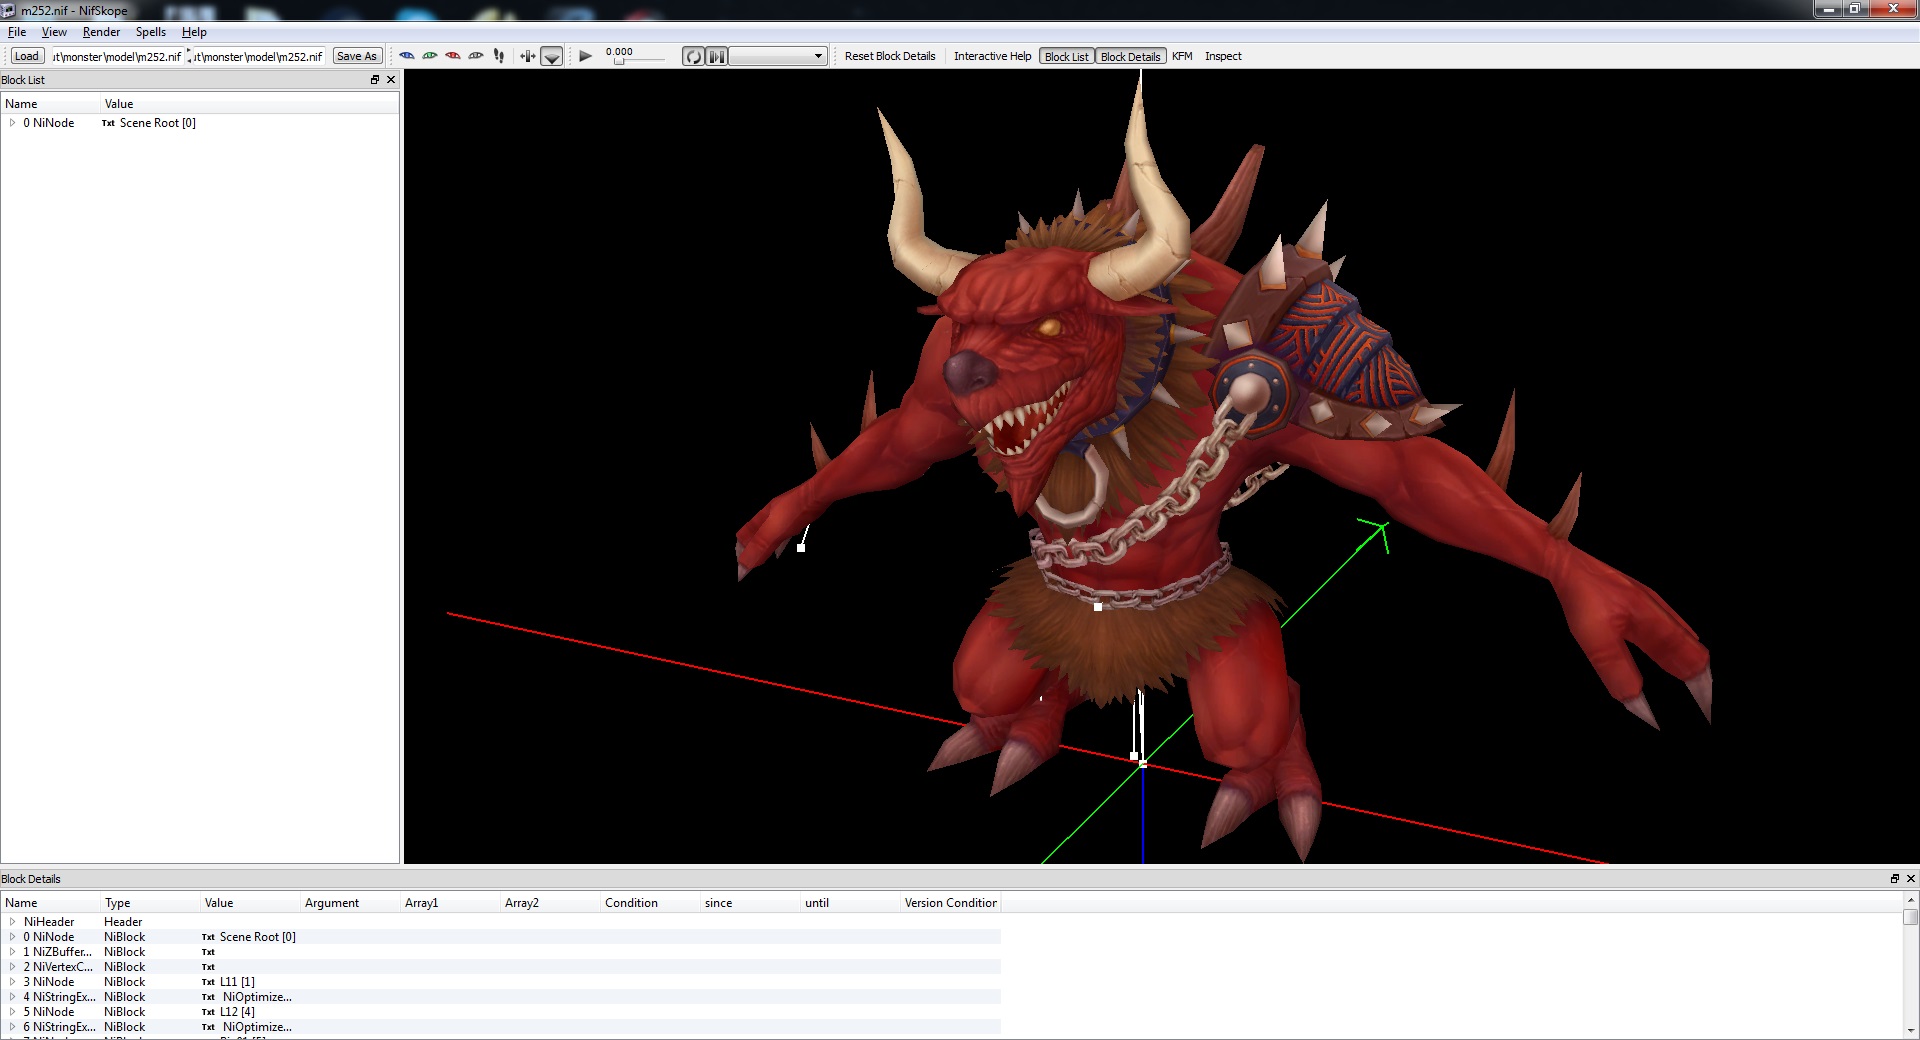 m252.nif - NifSkope
File View Render Spells Help
Load ut\monster\model\m252.nif ut\monster\model\m252.nif Save As 0.000 Reset Block Details Interactive Help Block List Block Details KFM Inspect
Block List
Name Value
0 NiNode Txt Scene Root [0]
Block Details
Name Type Value Argument Array1 Array2 Condition since until Version Condition
NiHeader Header
0 NiNode NiBlock Txt Scene Root [0]
1 NiZBuffer... NiBlock Txt
2 NiVertexC... NiBlock Txt
3 NiNode NiBlock Txt L11 [1]
4 NiStringEx... NiBlock Txt NiOptimize...
5 NiNode NiBlock Txt L12 [4]
6 NiStringEx... NiBlock Txt NiOptimize...